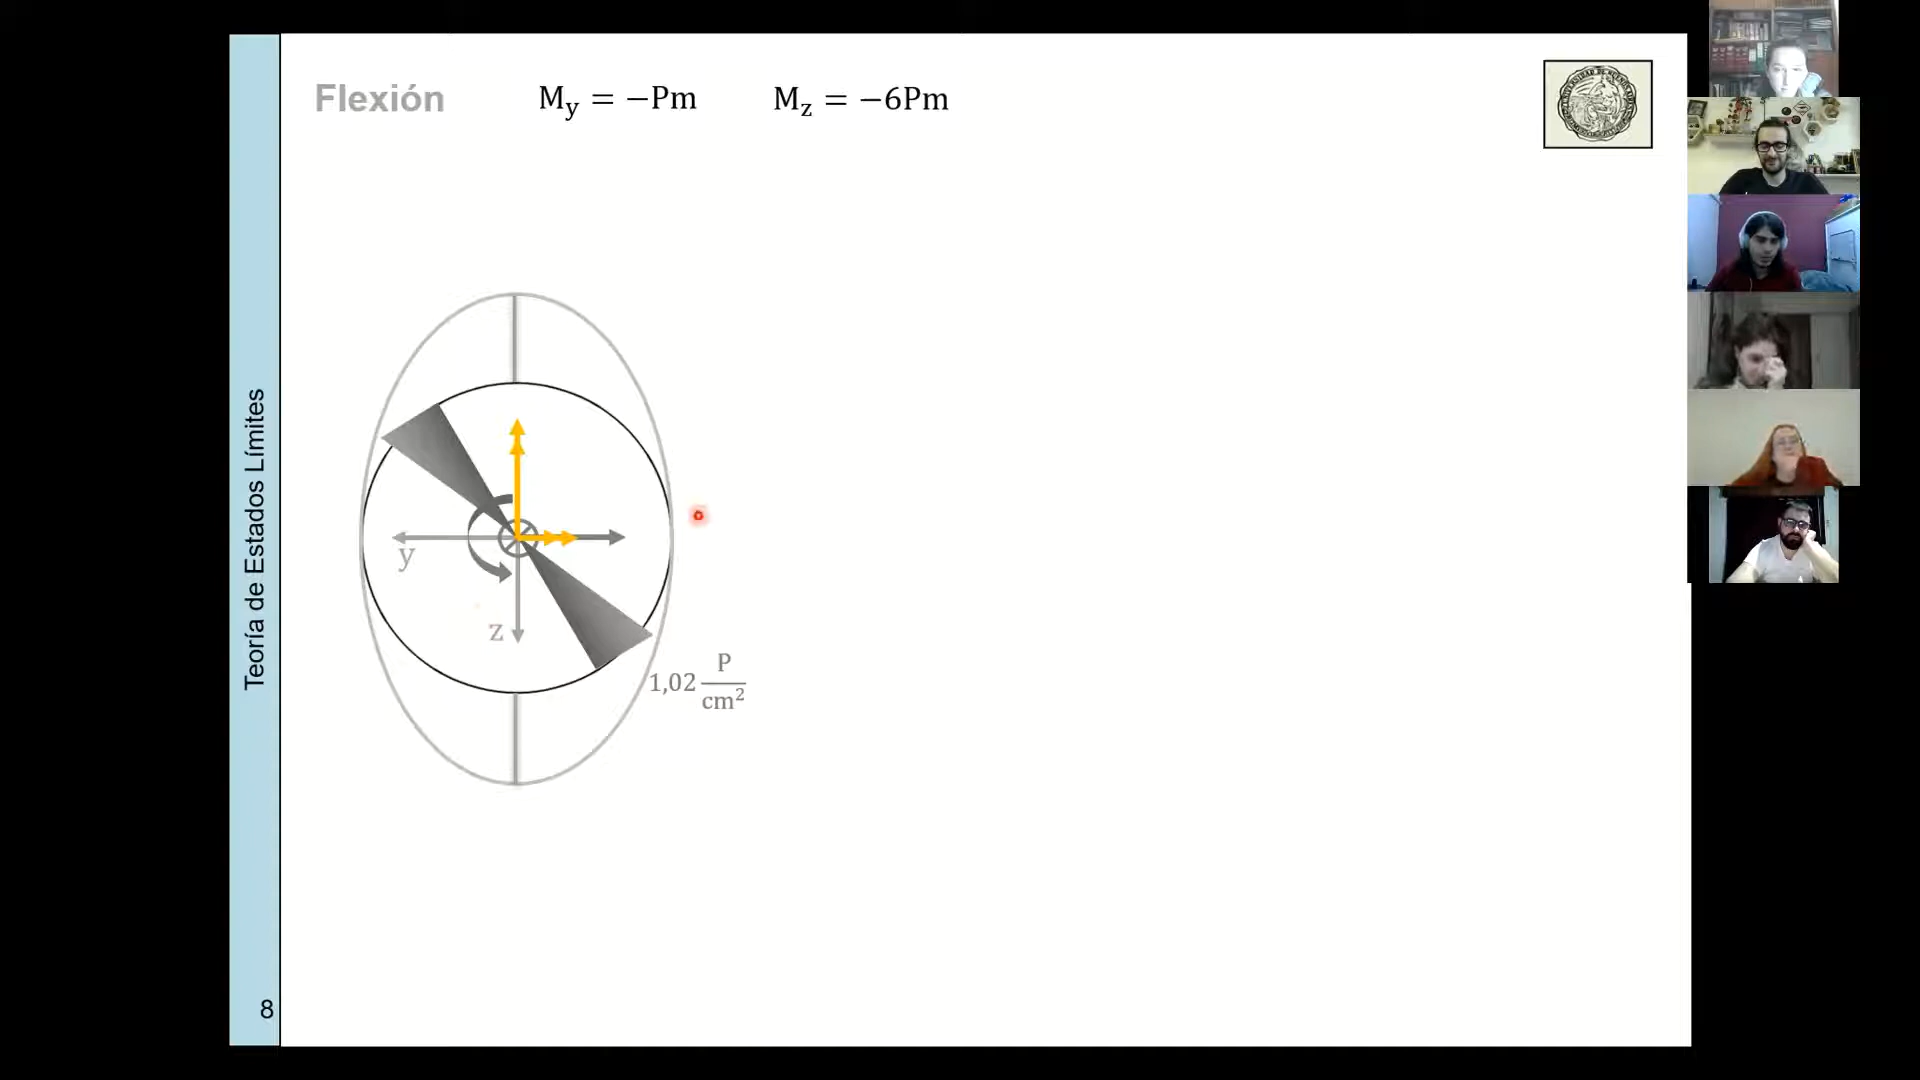 Flexión
M_y = −Pm
M_z = −6Pm
y
z
1,02 P/cm²
Teoría de Estados Límites
8